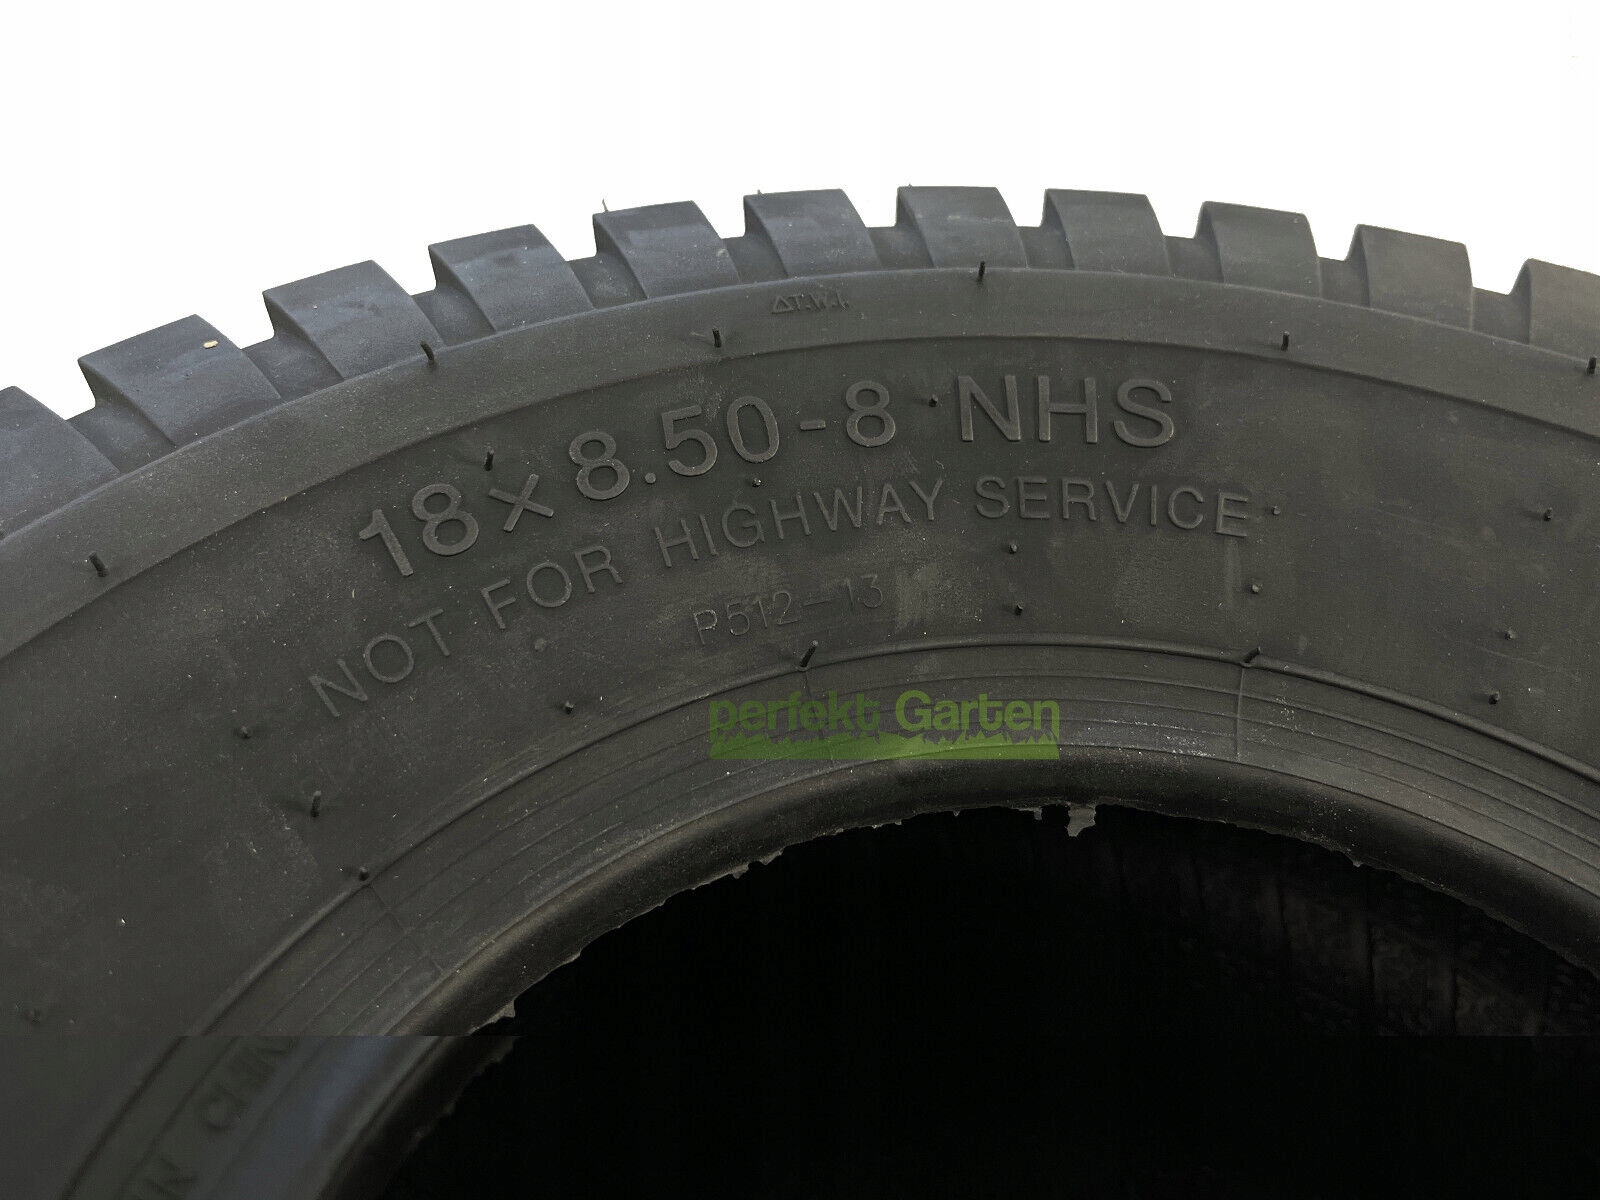 △T.W.I.
18×8.50-8 NHS
NOT FOR HIGHWAY SERVICE
P512-13
perfekt Garten